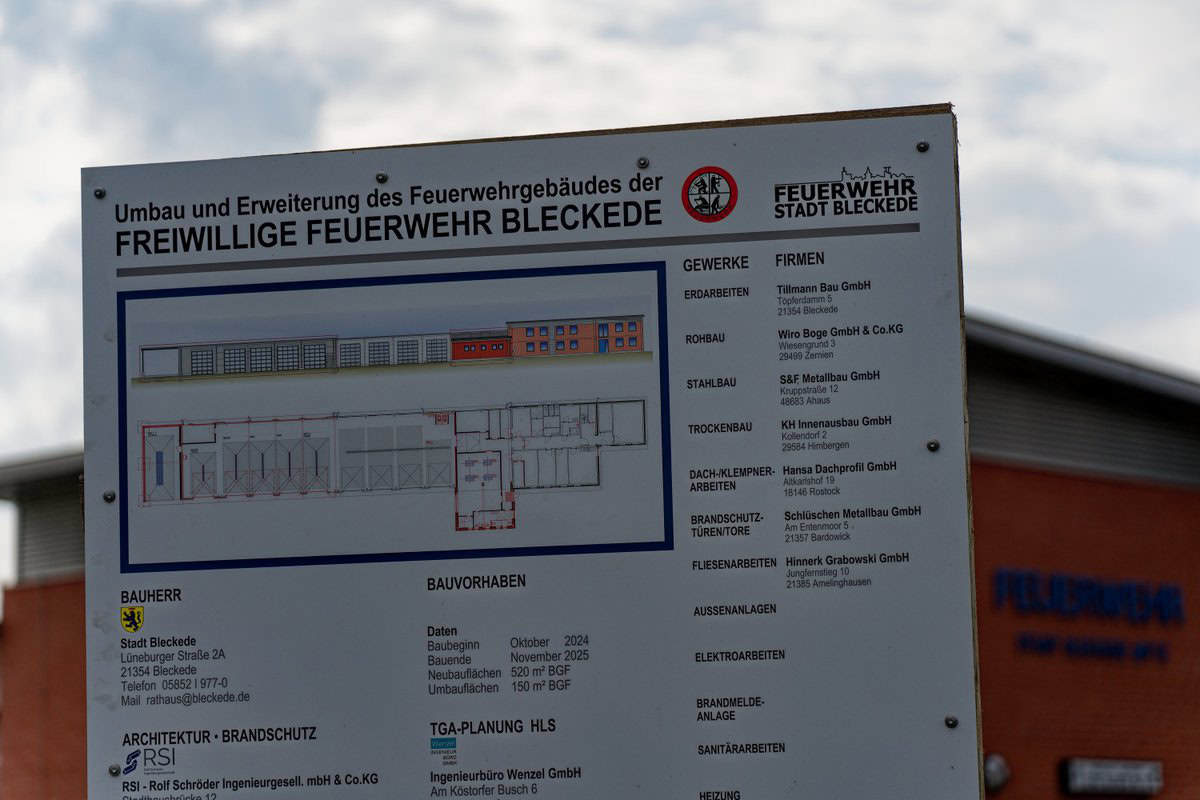 Umbau und Erweiterung des Feuerwehrgebäudes der
FREIWILLIGE FEUERWEHR BLECKEDE
FEUERWEHR
STADT BLECKEDE
GEWERKE FIRMEN
ERDARBEITEN
Tillmann Bau GmbH
Töpferdamm 5
21354 Bleckede
ROHBAU
Wiro Boge GmbH & Co.KG
Wiesengrund 3
29499 Zernien
STAHLBAU
S&F Metallbau GmbH
Kruppstraße 12
48683 Ahaus
TROCKENBAU
KH Innenausbau GmbH
Kollendorf 2
29584 Himbergen
DACH-/KLEMPNER-
ARBEITEN
Hansa Dachprofil GmbH
Altkarlshof 19
18146 Rostock
BRANDSCHUTZ-
TÜREN/TORE
Schlüschen Metallbau GmbH
Am Entenmoor 5
21357 Bardowick
FLIESENARBEITEN
Hinnerk Grabowski GmbH
Jungfernstieg 10
21385 Amelinghausen
AUSSENANLAGEN
ELEKTROARBEITEN
BRANDMELDE-
ANLAGE
SANITÄRARBEITEN
HEIZUNG
BAUHERR
Stadt Bleckede
Lüneburger Straße 2A
21354 Bleckede
Telefon 05852 I 977-0
Mail rathaus@bleckede.de
ARCHITEKTUR • BRANDSCHUTZ
RSI
RSI - Rolf Schröder Ingenieurgesell. mbH & Co.KG
Stadthausbrücke 12
BAUVORHABEN
Daten
Baubeginn Oktober 2024
Bauende November 2025
Neubauflächen 520 m² BGF
Umbauflächen 150 m² BGF
TGA-PLANUNG HLS
Wenzel
INGENIEUR
BÜRO
GMBH
Ingenieurbüro Wenzel GmbH
Am Köstorfer Busch 6
FEUERWEHR